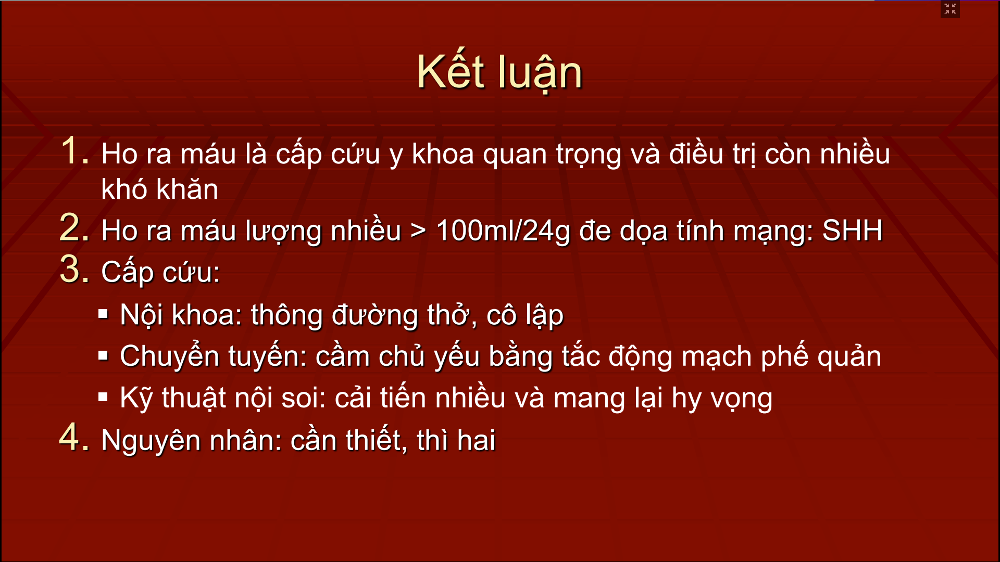 Kết luận
1. Ho ra máu là cấp cứu y khoa quan trọng và điều trị còn nhiều
khó khăn
2. Ho ra máu lượng nhiều > 100ml/24g đe dọa tính mạng: SHH
3. Cấp cứu:
▪ Nội khoa: thông đường thở, cô lập
▪ Chuyển tuyến: cầm chủ yếu bằng tắc động mạch phế quản
▪ Kỹ thuật nội soi: cải tiến nhiều và mang lại hy vọng
4. Nguyên nhân: cần thiết, thì hai